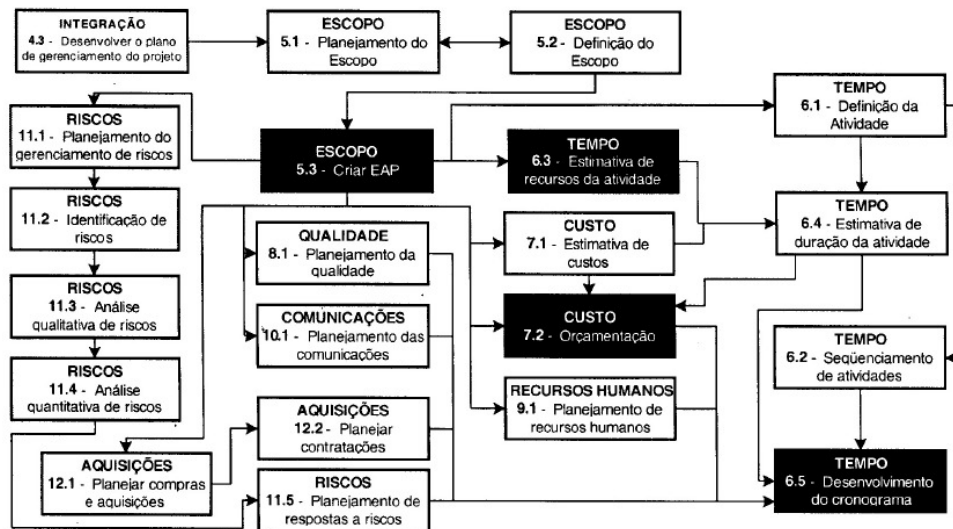 INTEGRAÇÃO
4.3 - Desenvolver o plano
de gerenciamento do projeto
ESCOPO
5.1 - Planejamento do
Escopo
ESCOPO
5.2 - Definição do
Escopo
RISCOS
11.1 - Planejamento do
gerenciamento de riscos
ESCOPO
5.3 - Criar EAP
TEMPO
6.3 - Estimativa de
recursos da atividade
TEMPO
6.1 - Definição da
Atividade
RISCOS
11.2 - Identificação de
riscos
QUALIDADE
8.1 - Planejamento da
qualidade
CUSTO
7.1 - Estimativa de
custos
TEMPO
6.4 - Estimativa de
duração da atividade
RISCOS
11.3 - Análise
qualitativa de riscos
COMUNICAÇÕES
10.1 - Planejamento das
comunicações
CUSTO
7.2 - Orçamentação
TEMPO
6.2 - Seqüenciamento
de atividades
RISCOS
11.4 - Análise
quantitativa de riscos
AQUISIÇÕES
12.2 - Planejar
contratações
RECURSOS HUMANOS
9.1 - Planejamento de
recursos humanos
AQUISIÇÕES
12.1 - Planejar compras
e aquisições
RISCOS
11.5 - Planejamento de
respostas a riscos
TEMPO
6.5 - Desenvolvimento
do cronograma